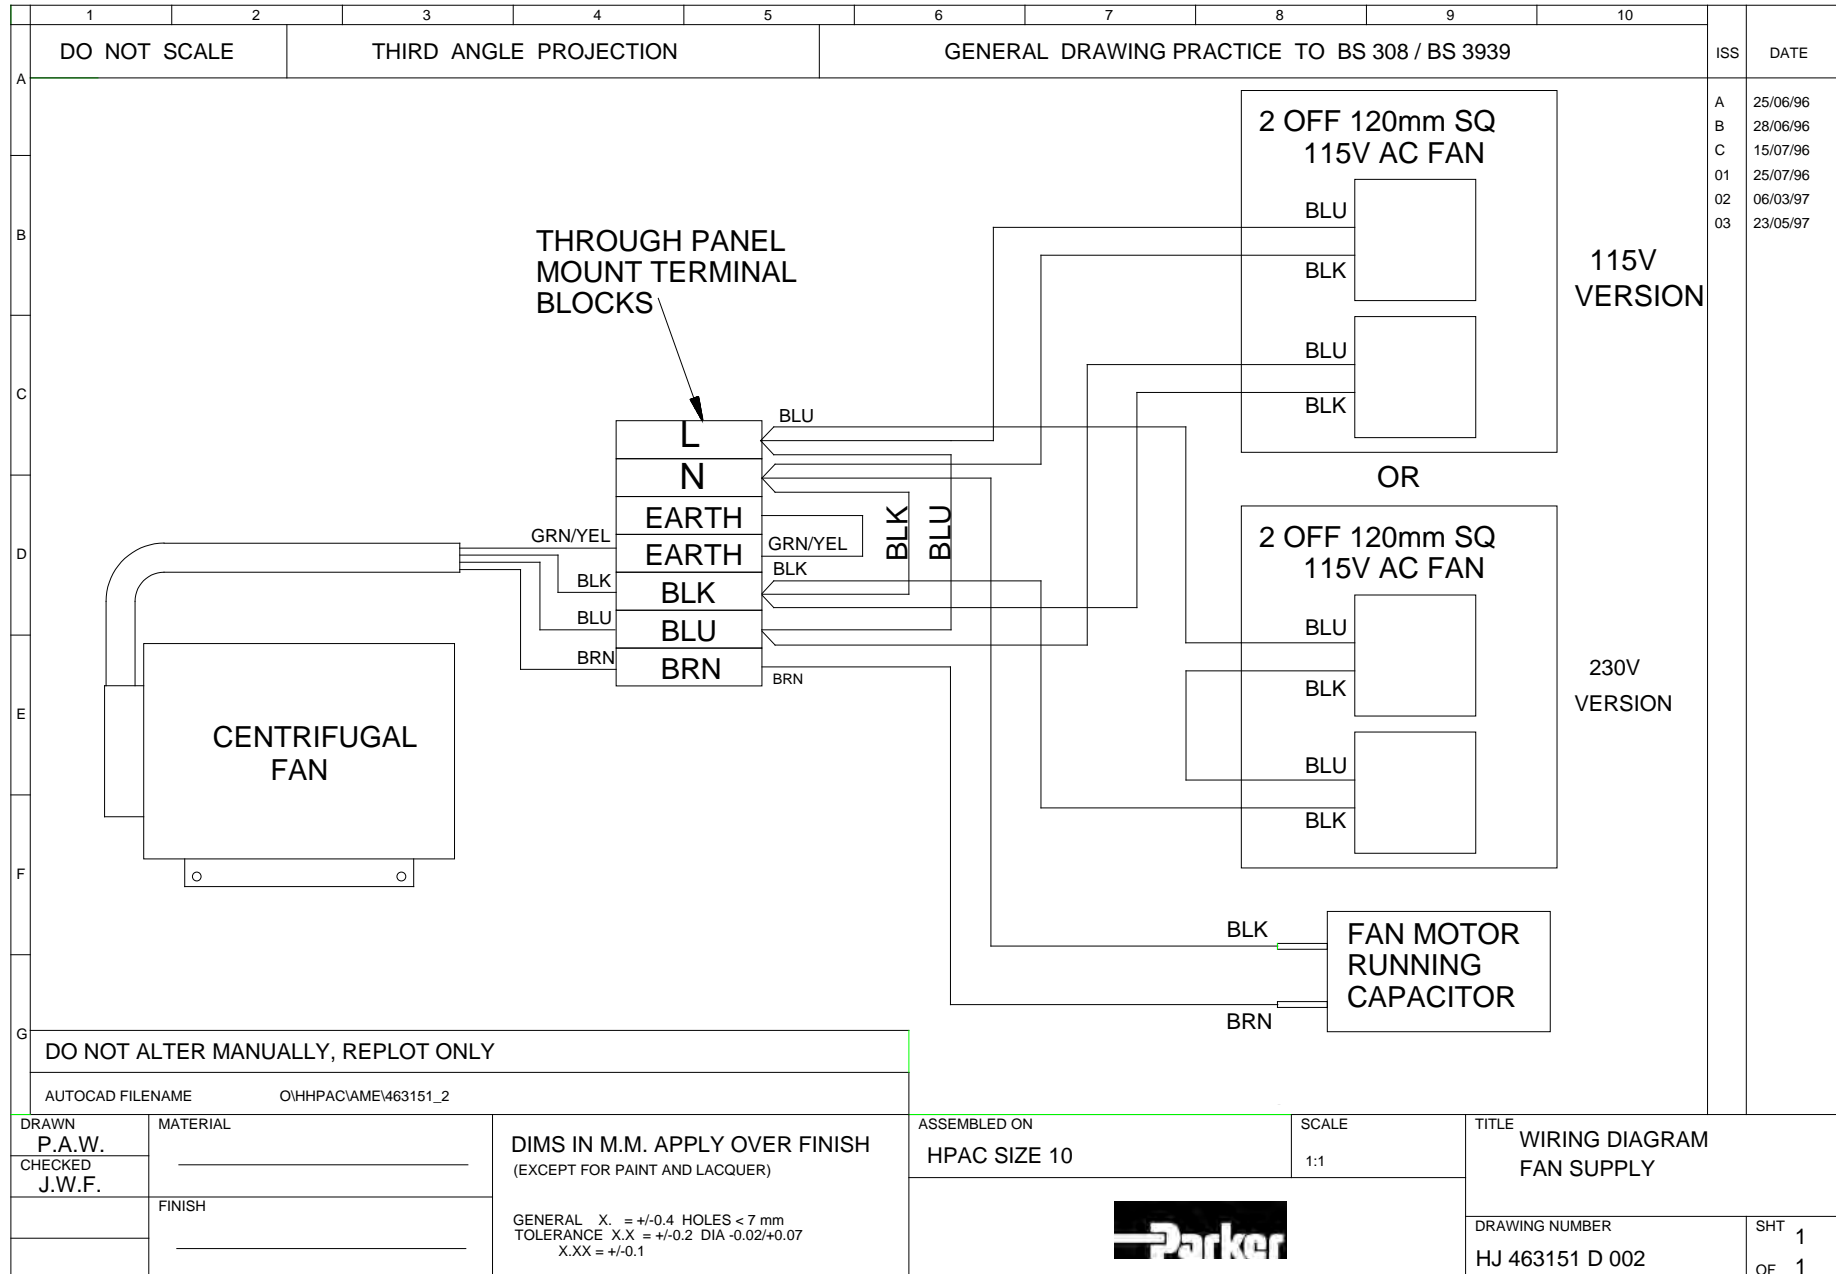 1 2 3 4 5 6 7 8 9 10
DO NOT SCALE
THIRD ANGLE PROJECTION
GENERAL DRAWING PRACTICE TO BS 308 / BS 3939
ISS DATE
A 25/06/96
B 28/06/96
C 15/07/96
01 25/07/96
02 06/03/97
03 23/05/97
A
B
C
D
E
F
G
2 OFF 120mm SQ
115V AC FAN
BLU
BLK
BLU
BLK
115V
VERSION
THROUGH PANEL
MOUNT TERMINAL
BLOCKS
OR
2 OFF 120mm SQ
115V AC FAN
BLU
BLK
BLU
BLK
230V
VERSION
L
N
EARTH
EARTH
BLK
BLU
BRN
GRN/YEL
BLK
BLU
BRN
BLU
GRN/YEL
BLK
BRN
BLK
BLU
CENTRIFUGAL
FAN
BLK
BRN
FAN MOTOR
RUNNING
CAPACITOR
DO NOT ALTER MANUALLY, REPLOT ONLY
AUTOCAD FILENAME O\HHPAC\AME\463151_2
DRAWN
P.A.W.
CHECKED
J.W.F.
MATERIAL
FINISH
DIMS IN M.M. APPLY OVER FINISH
(EXCEPT FOR PAINT AND LACQUER)
GENERAL X. = +/-0.4 HOLES < 7 mm
TOLERANCE X.X = +/-0.2 DIA -0.02/+0.07
X.XX = +/-0.1
ASSEMBLED ON
HPAC SIZE 10
SCALE
1:1
Parker
TITLE
WIRING DIAGRAM
FAN SUPPLY
DRAWING NUMBER
HJ 463151 D 002
SHT 1
OF 1